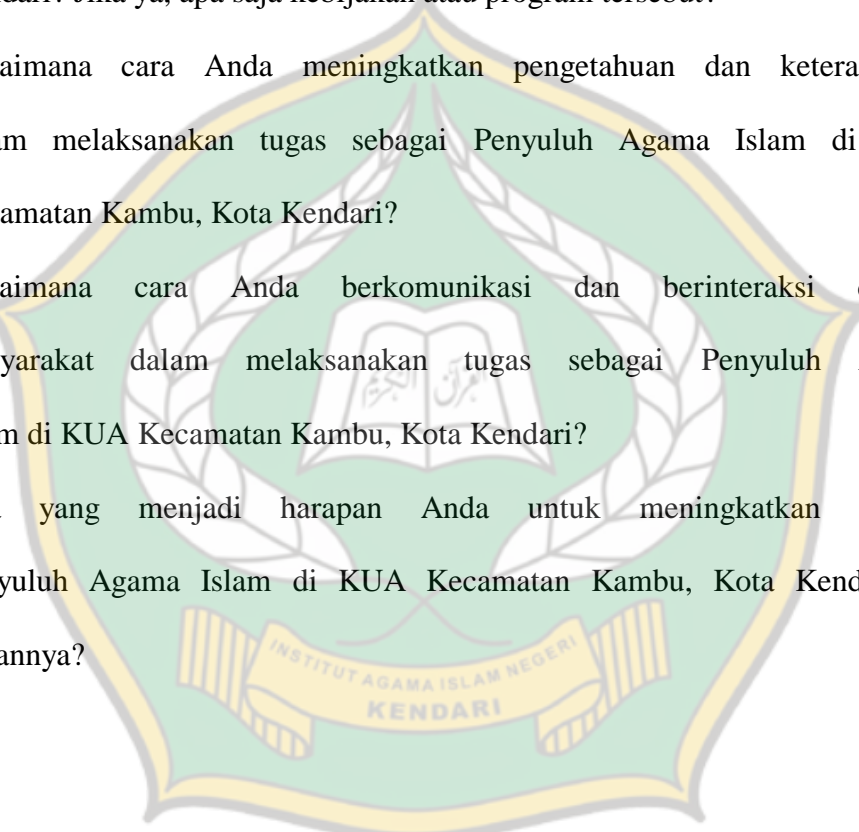 dari? Jika ya, apa saja kebijakan atau program tersebut?
aimana cara Anda meningkatkan pengetahuan dan ketera
am melaksanakan tugas sebagai Penyuluh Agama Islam di
amatan Kambu, Kota Kendari?
aimana cara Anda berkomunikasi dan berinteraksi
yarakat dalam melaksanakan tugas sebagai Penyuluh
m di KUA Kecamatan Kambu, Kota Kendari?
yang menjadi harapan Anda untuk meningkatkan
yuluh Agama Islam di KUA Kecamatan Kambu, Kota Kend
annya?
القرآن الكريم
INSTITUT AGAMA ISLAM NEGERI
KENDARI